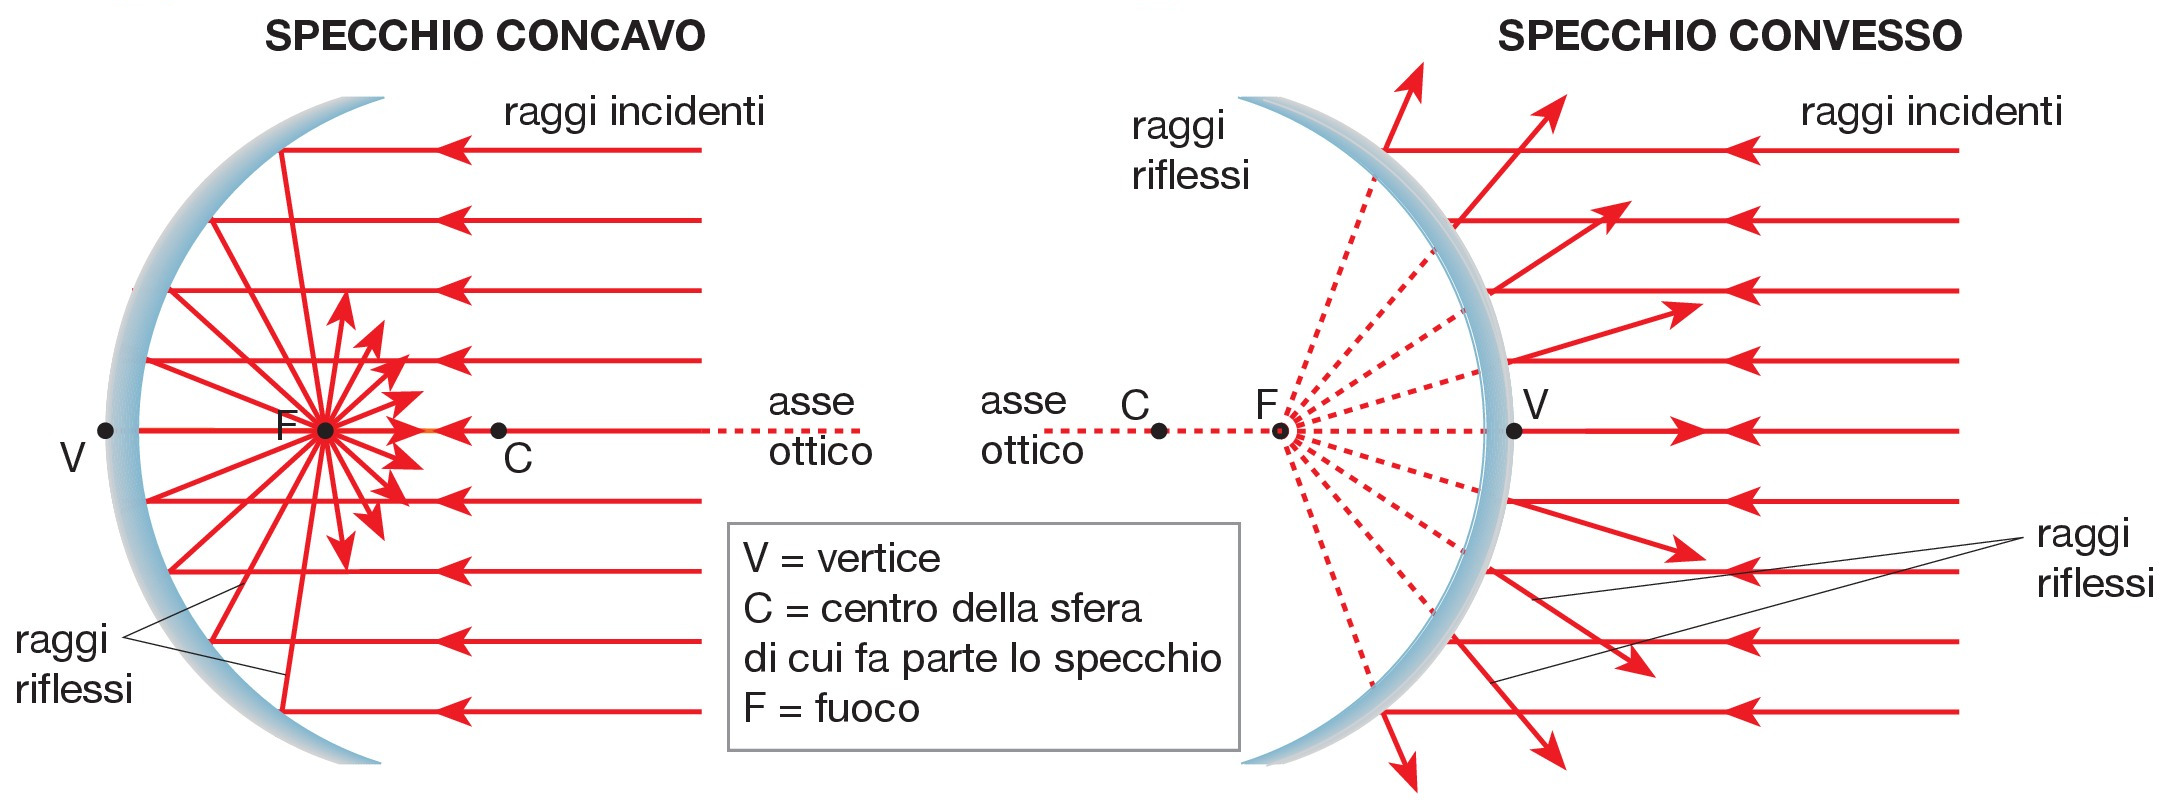 SPECCHIO CONCAVO
raggi incidenti
V
F
C
asse
ottico
raggi
riflessi
SPECCHIO CONVESSO
raggi
riflessi
raggi incidenti
asse
ottico
C
F
V
raggi
riflessi
V = vertice
C = centro della sfera
di cui fa parte lo specchio
F = fuoco